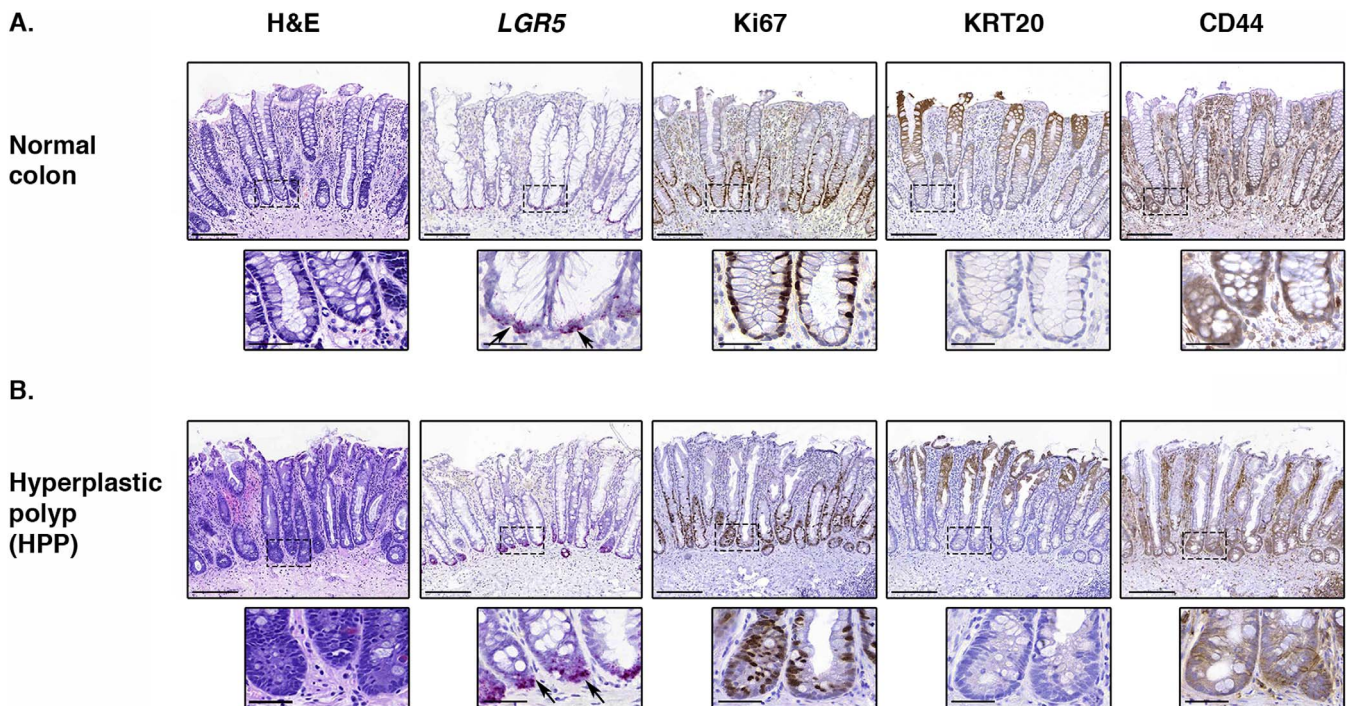 A.
H&E LGR5 Ki67 KRT20 CD44
Normal
colon
B.
Hyperplastic
polyp
(HPP)